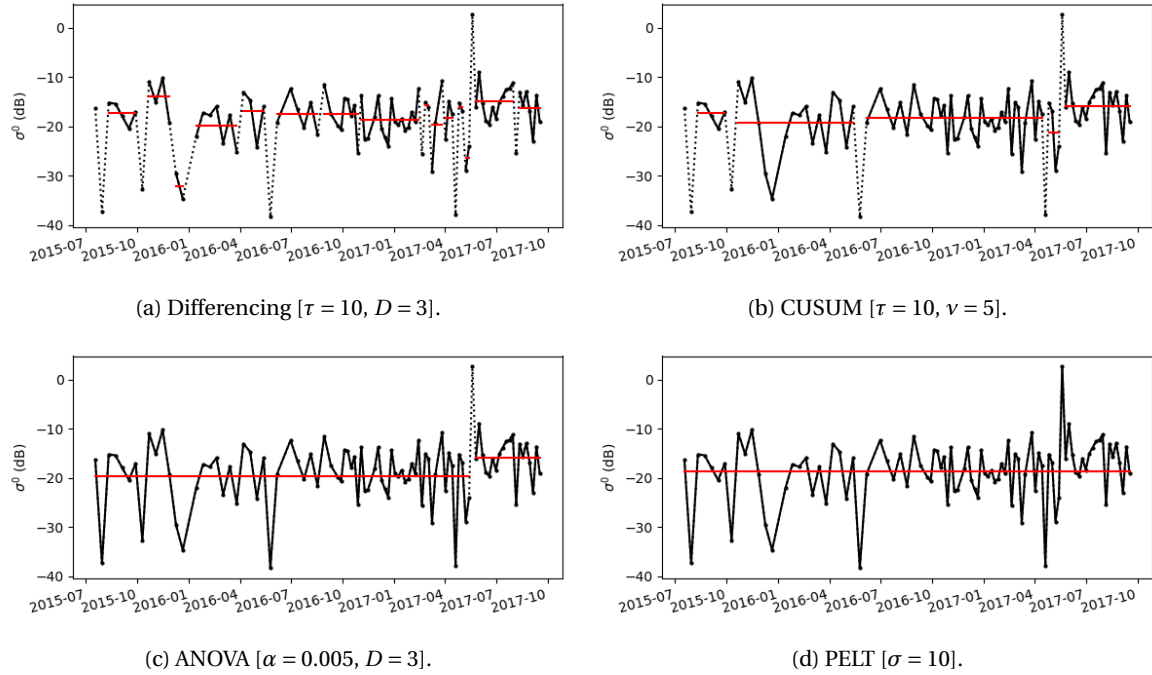 0
−10
−20
−30
−40
σ⁰ (dB)
2015-07 2015-10 2016-01 2016-04 2016-07 2016-10 2017-01 2017-04 2017-07 2017-10
(a) Differencing [τ = 10, D = 3].
0
−10
−20
−30
−40
σ⁰ (dB)
2015-07 2015-10 2016-01 2016-04 2016-07 2016-10 2017-01 2017-04 2017-07 2017-10
(b) CUSUM [τ = 10, ν = 5].
0
−10
−20
−30
−40
σ⁰ (dB)
2015-07 2015-10 2016-01 2016-04 2016-07 2016-10 2017-01 2017-04 2017-07 2017-10
(c) ANOVA [α = 0.005, D = 3].
0
−10
−20
−30
−40
σ⁰ (dB)
2015-07 2015-10 2016-01 2016-04 2016-07 2016-10 2017-01 2017-04 2017-07 2017-10
(d) PELT [σ = 10].